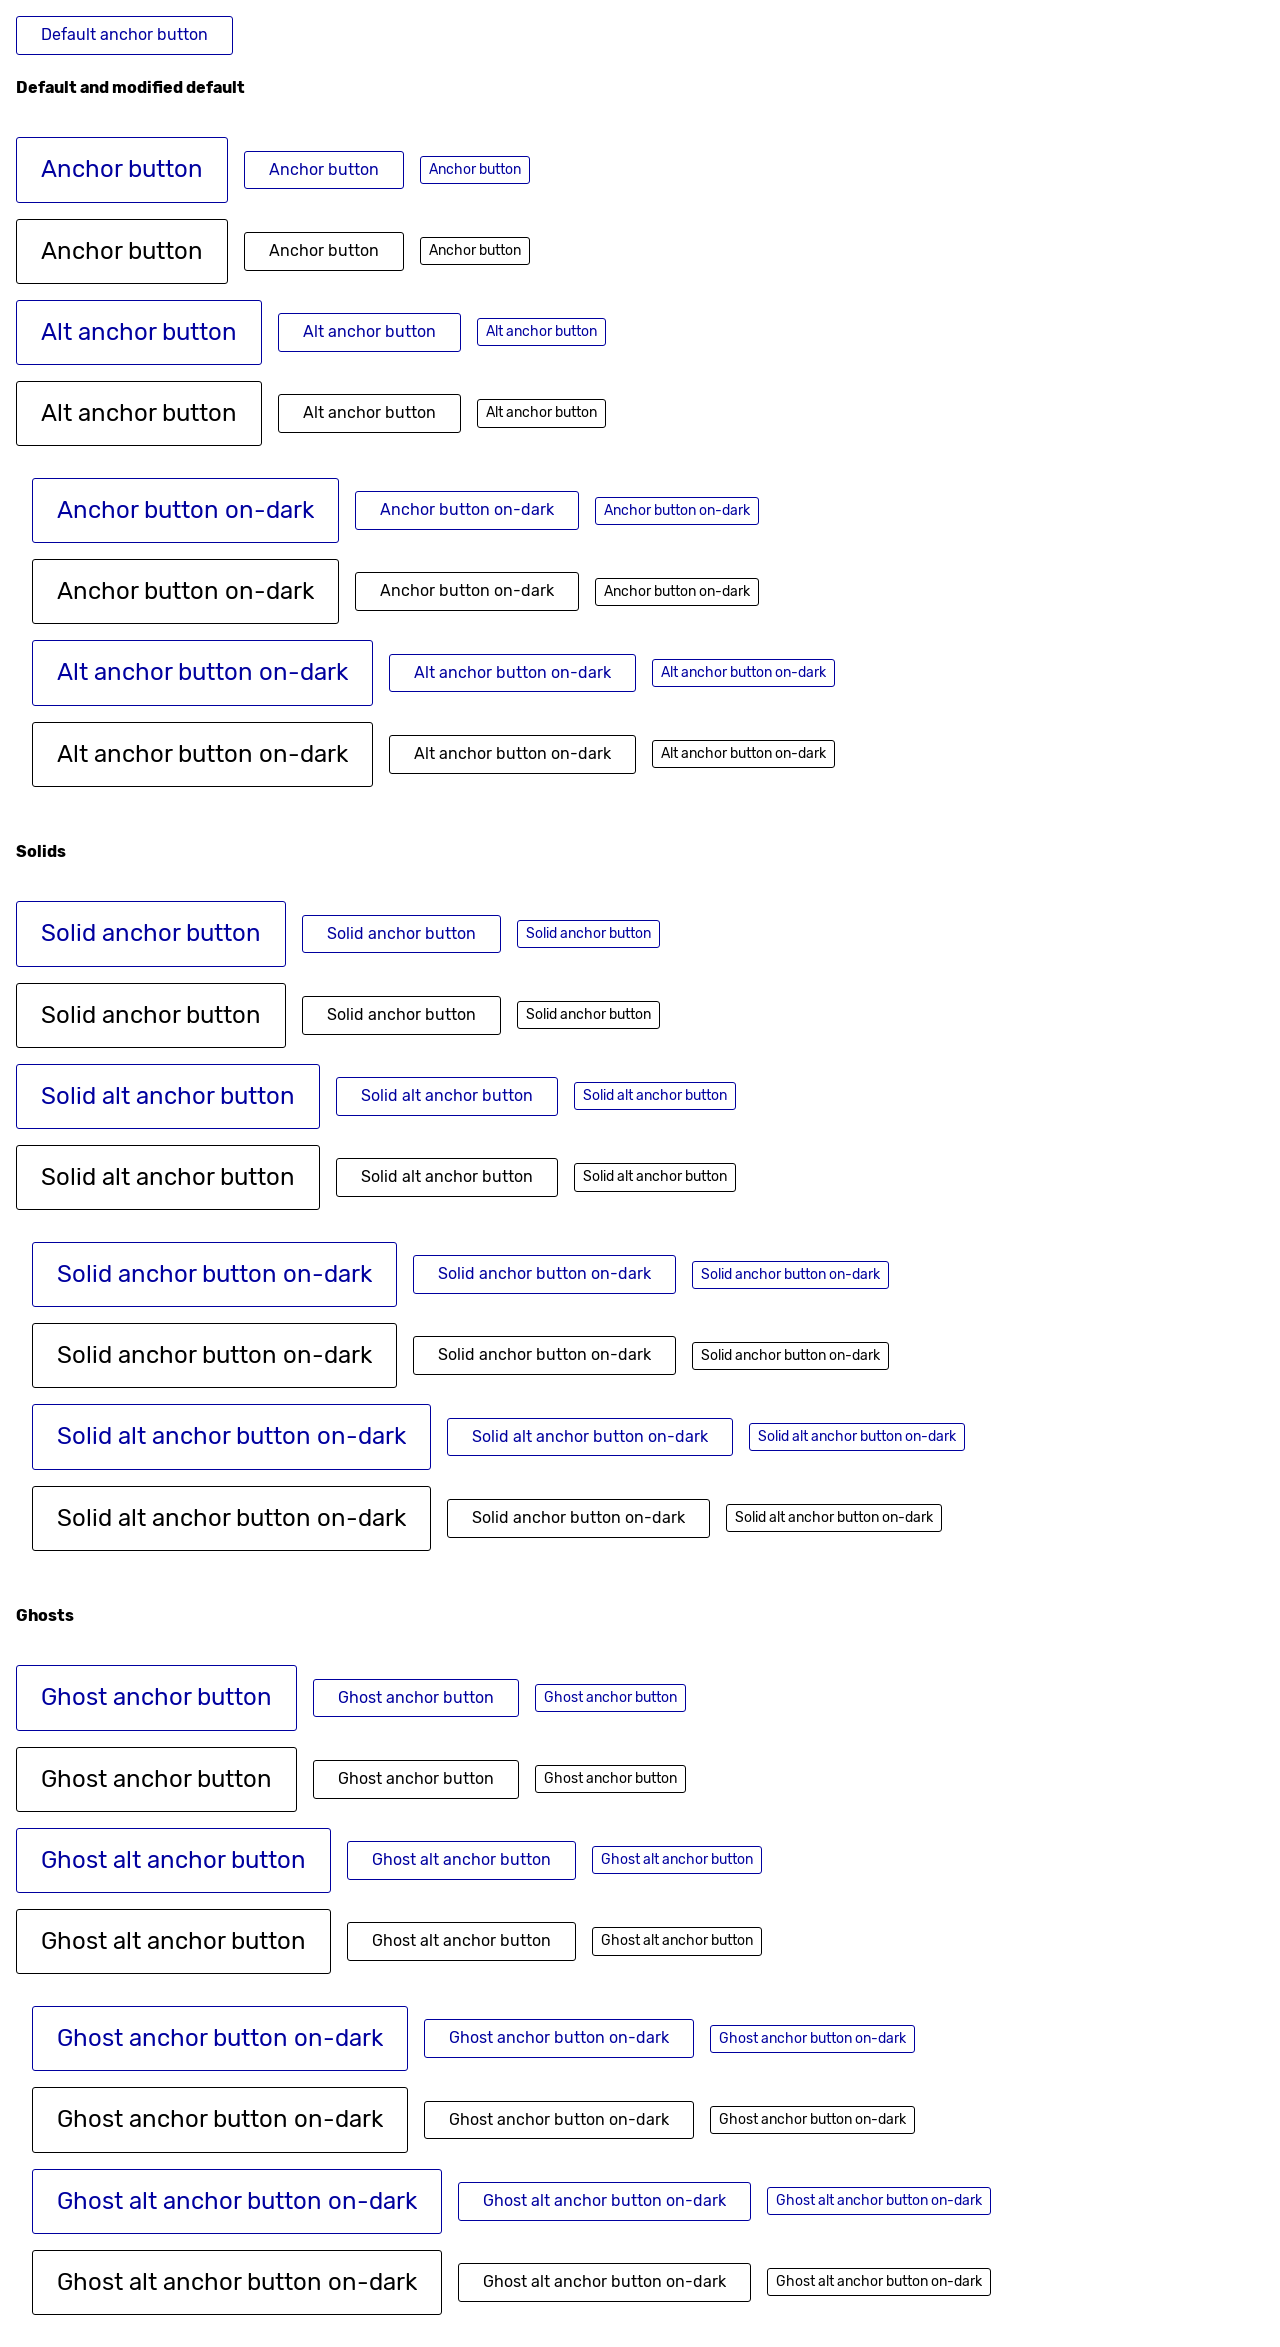 Default anchor button
Default and modified default
Anchor button Anchor button Anchor button
Anchor button Anchor button Anchor button
Alt anchor button Alt anchor button Alt anchor button
Alt anchor button Alt anchor button Alt anchor button
Anchor button on-dark Anchor button on-dark Anchor button on-dark
Anchor button on-dark Anchor button on-dark Anchor button on-dark
Alt anchor button on-dark Alt anchor button on-dark Alt anchor button on-dark
Alt anchor button on-dark Alt anchor button on-dark Alt anchor button on-dark
Solids
Solid anchor button Solid anchor button Solid anchor button
Solid anchor button Solid anchor button Solid anchor button
Solid alt anchor button Solid alt anchor button Solid alt anchor button
Solid alt anchor button Solid alt anchor button Solid alt anchor button
Solid anchor button on-dark Solid anchor button on-dark Solid anchor button on-dark
Solid anchor button on-dark Solid anchor button on-dark Solid anchor button on-dark
Solid alt anchor button on-dark Solid alt anchor button on-dark Solid alt anchor button on-dark
Solid alt anchor button on-dark Solid anchor button on-dark Solid alt anchor button on-dark
Ghosts
Ghost anchor button Ghost anchor button Ghost anchor button
Ghost anchor button Ghost anchor button Ghost anchor button
Ghost alt anchor button Ghost alt anchor button Ghost alt anchor button
Ghost alt anchor button Ghost alt anchor button Ghost alt anchor button
Ghost anchor button on-dark Ghost anchor button on-dark Ghost anchor button on-dark
Ghost anchor button on-dark Ghost anchor button on-dark Ghost anchor button on-dark
Ghost alt anchor button on-dark Ghost alt anchor button on-dark Ghost alt anchor button on-dark
Ghost alt anchor button on-dark Ghost alt anchor button on-dark Ghost alt anchor button on-dark